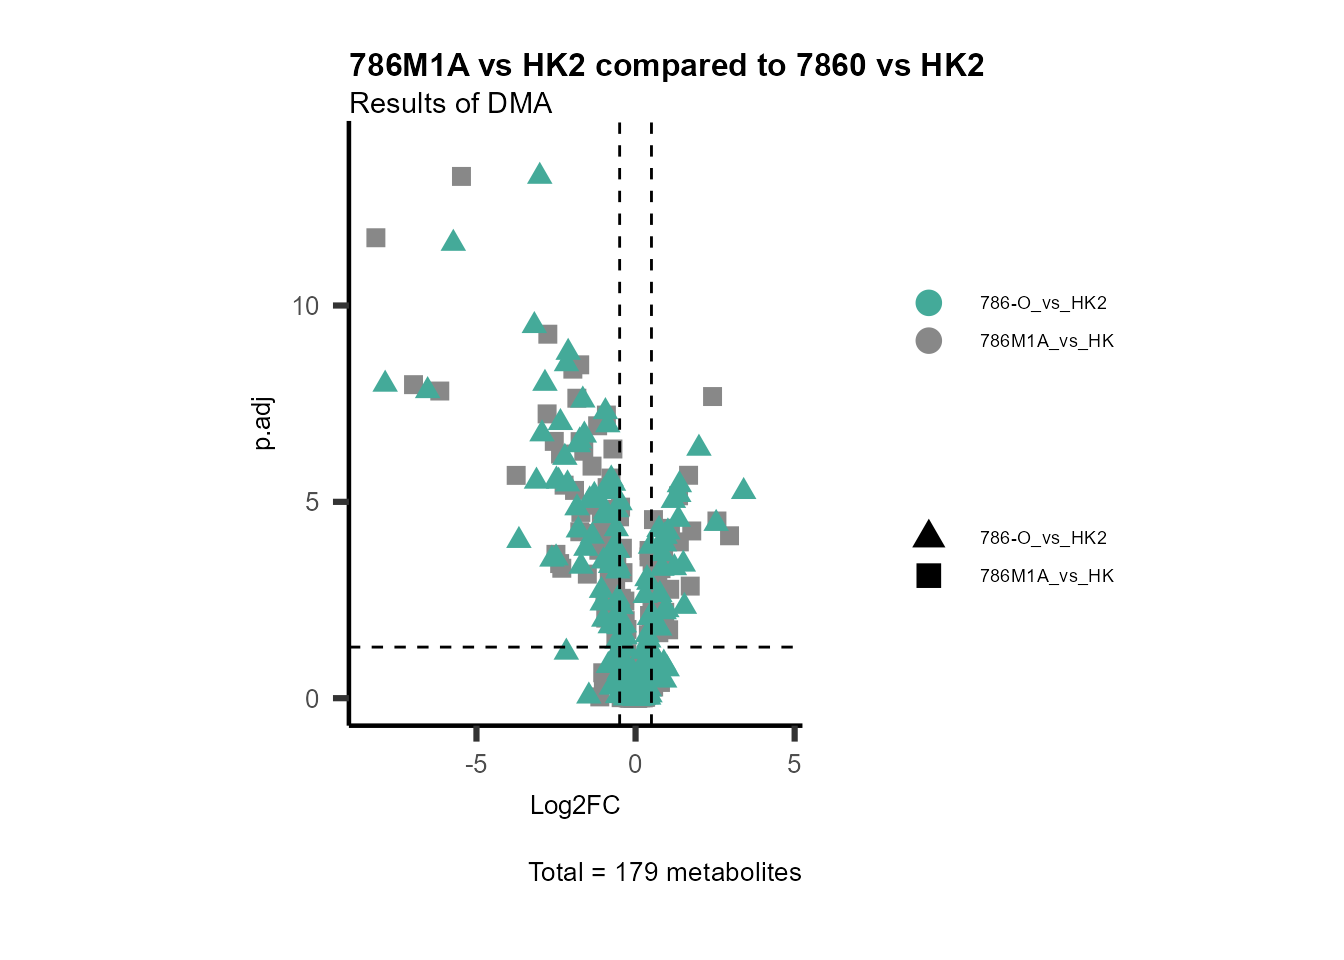 786M1A vs HK2 compared to 7860 vs HK2
Results of DMA
10
5
0
p.adj
-5
0
5
Log2FC
Total = 179 metabolites
786-O_vs_HK2
786M1A_vs_HK
786-O_vs_HK2
786M1A_vs_HK